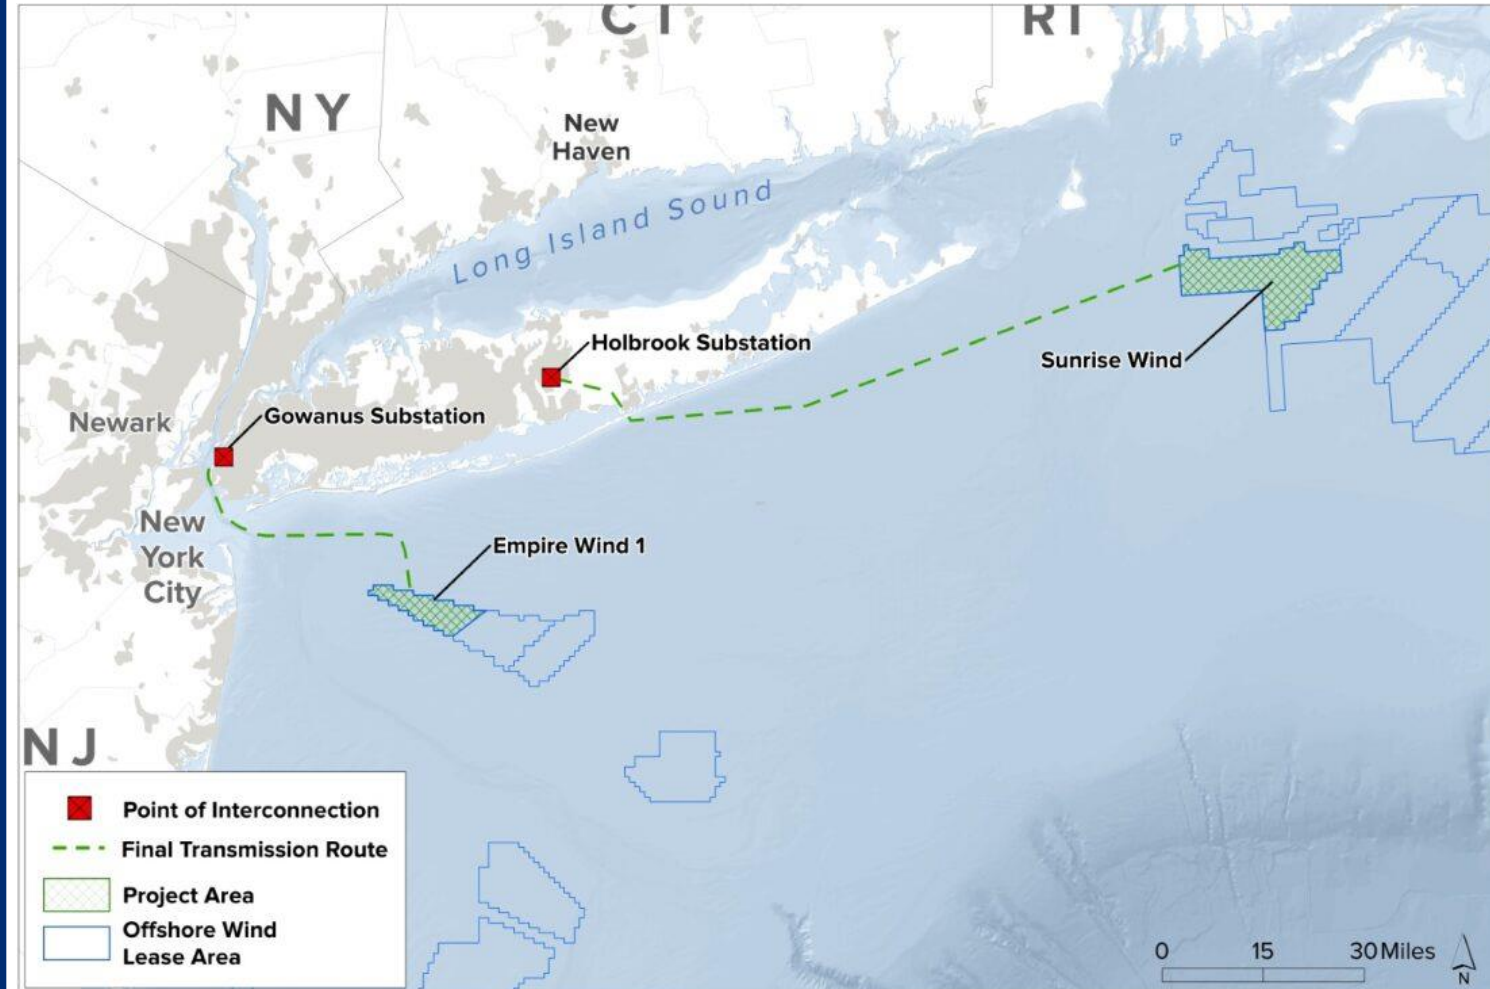 CT
RI
NY
New
Haven
Long Island Sound
Holbrook Substation
Sunrise Wind
Gowanus Substation
Newark
New
York
City
Empire Wind 1
NJ
Point of Interconnection
Final Transmission Route
Project Area
Offshore Wind
Lease Area
0 15 30 Miles
N